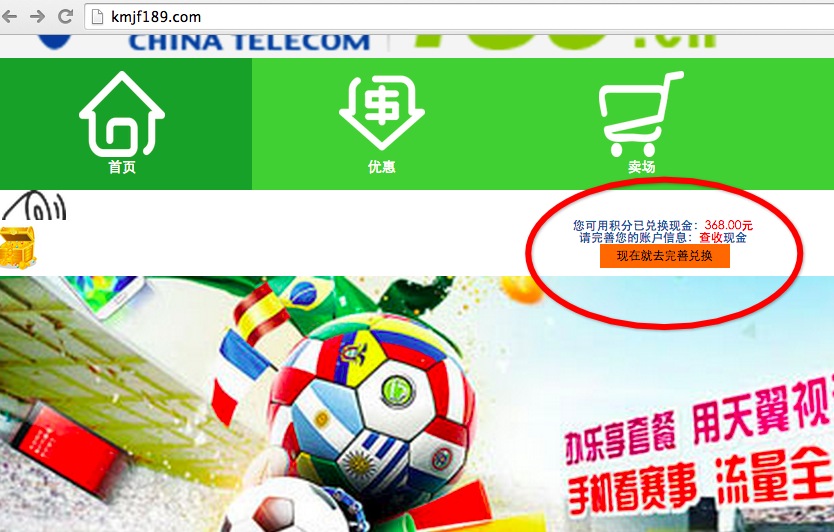 kmjf189.com
CHINA TELECOM
首页
优惠
卖场
您可用积分已兑换现金：368.00元
请完善您的账户信息：查收现金
现在就去完善兑换
办乐享套餐 用天翼视
手机看赛事 流量全